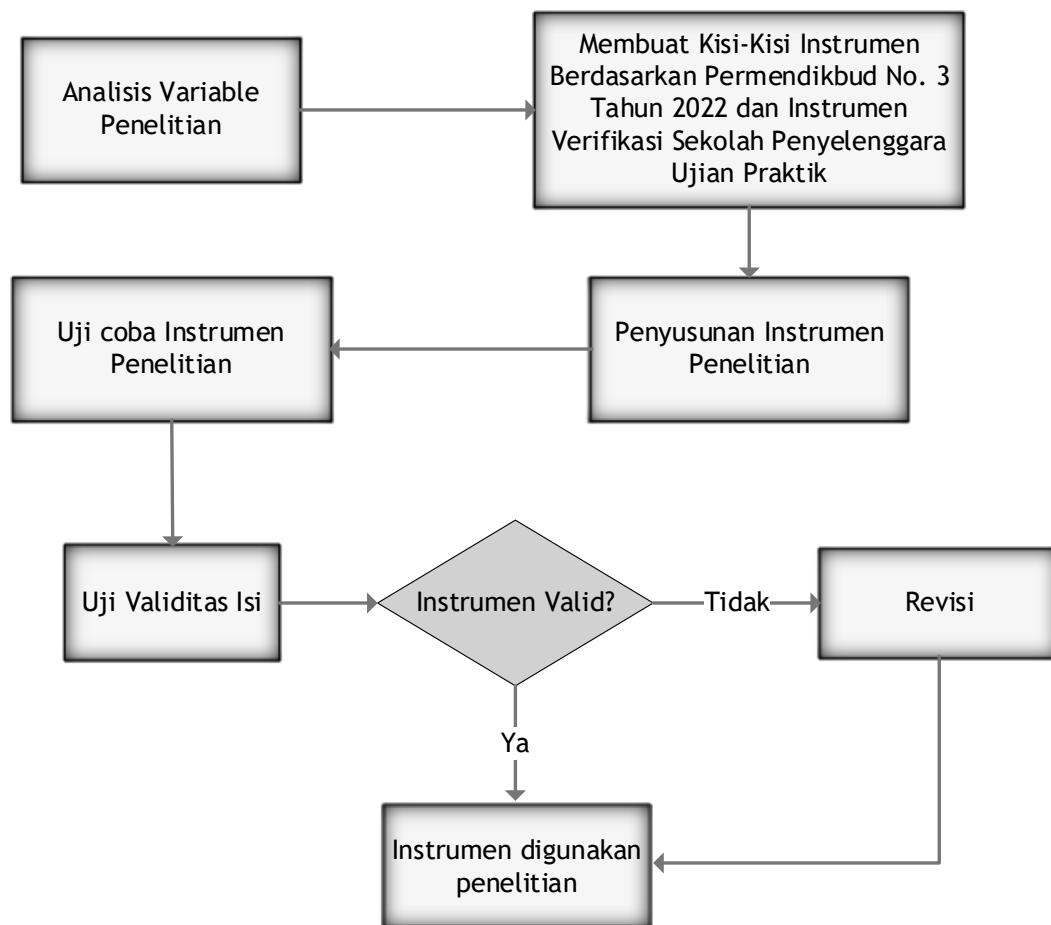 Analisis Variable
Penelitian
Membuat Kisi-Kisi Instrumen
Berdasarkan Permendikbud No. 3
Tahun 2022 dan Instrumen
Verifikasi Sekolah Penyelenggara
Ujian Praktik
Uji coba Instrumen
Penelitian
Penyusunan Instrumen
Penelitian
Uji Validitas Isi
Instrumen Valid?
Tidak
Revisi
Ya
Instrumen digunakan
penelitian